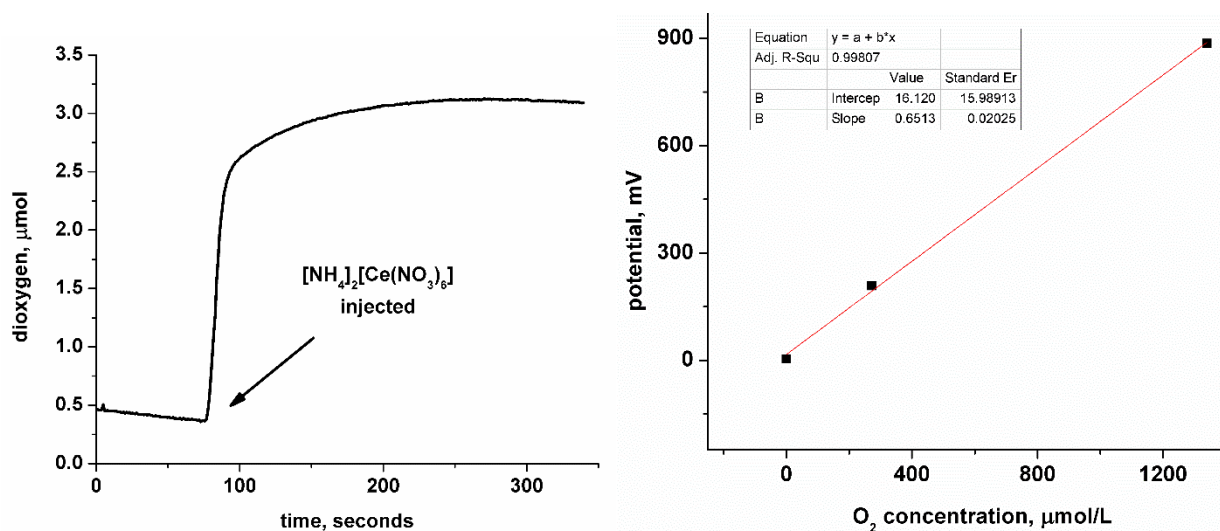 3.5
3.0
2.5
2.0
1.5
1.0
0.5
0.0
dioxygen, μmol
[NH4]2[Ce(NO3)6]
injected
0 100 200 300
time, seconds
900
600
300
0
potential, mV
Equation y = a + b*x
Adj. R-Squ 0.99807
Value Standard Er
B Intercep 16.120 15.98913
B Slope 0.6513 0.02025
0 400 800 1200
O2 concentration, μmol/L